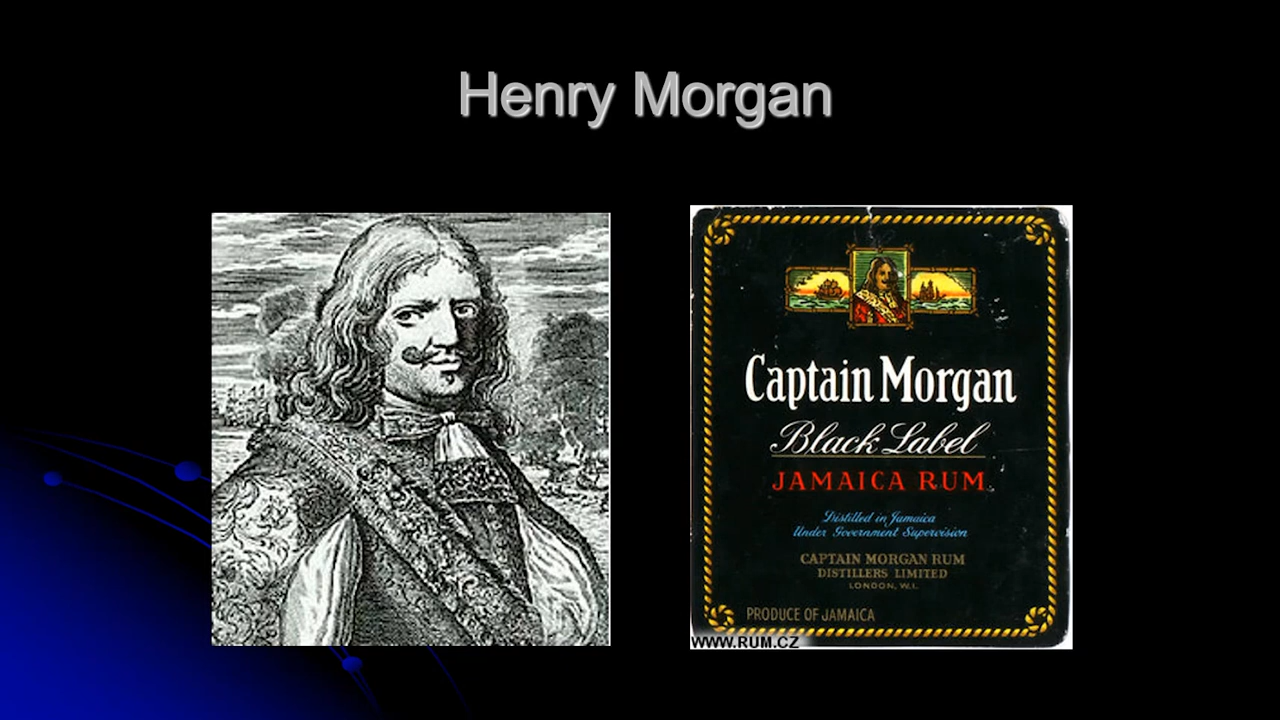 Henry Morgan
Captain Morgan
Black Label
JAMAICA RUM
Distilled in Jamaica
Under Government Supervision
CAPTAIN MORGAN RUM
DISTILLERS LIMITED
LONDON, W.1.
PRODUCE OF JAMAICA
WWW.RUM.CZ